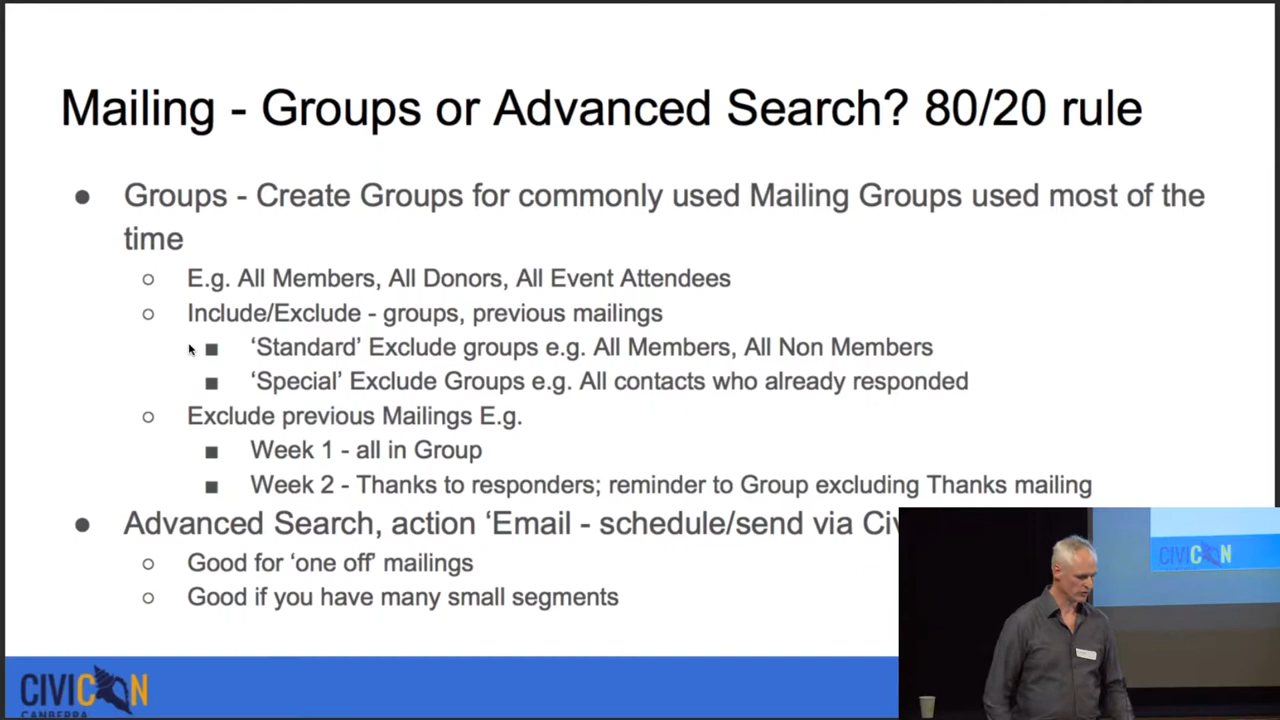 Mailing - Groups or Advanced Search? 80/20 rule
● Groups - Create Groups for commonly used Mailing Groups used most of the
time
○ E.g. All Members, All Donors, All Event Attendees
○ Include/Exclude - groups, previous mailings
■ ‘Standard’ Exclude groups e.g. All Members, All Non Members
■ ‘Special’ Exclude Groups e.g. All contacts who already responded
○ Exclude previous Mailings E.g.
■ Week 1 - all in Group
■ Week 2 - Thanks to responders; reminder to Group excluding Thanks mailing
● Advanced Search, action ‘Email - schedule/send via
○ Good for ‘one off’ mailings
○ Good if you have many small segments
CIVICON
CANBERRA
CIVICON